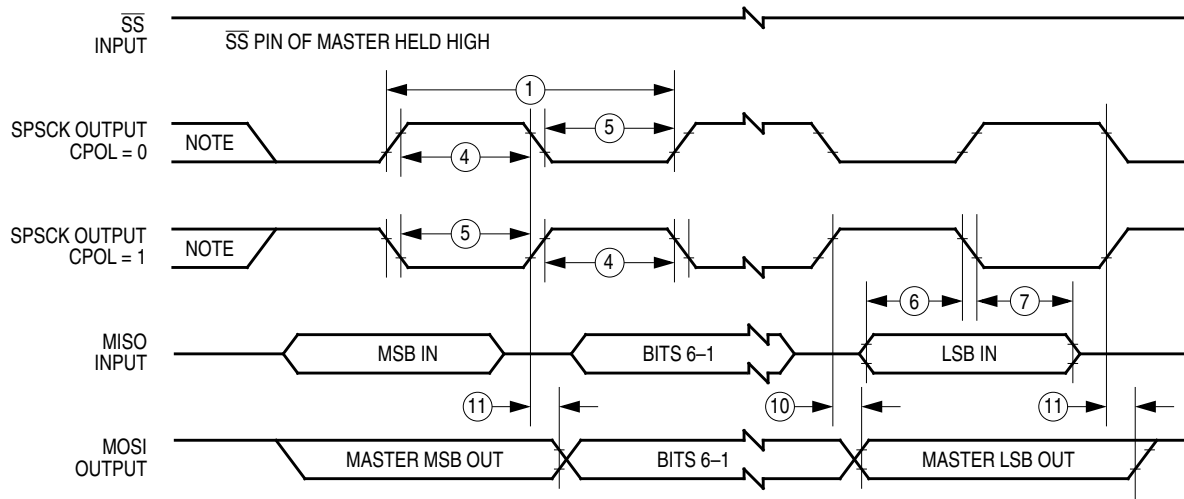 SS
INPUT
SS PIN OF MASTER HELD HIGH
1
SPSCK OUTPUT
CPOL = 0
NOTE
5
4
SPSCK OUTPUT
CPOL = 1
NOTE
5
4
6
7
MISO
INPUT
MSB IN
BITS 6–1
LSB IN
11
10
11
MOSI
OUTPUT
MASTER MSB OUT
BITS 6–1
MASTER LSB OUT